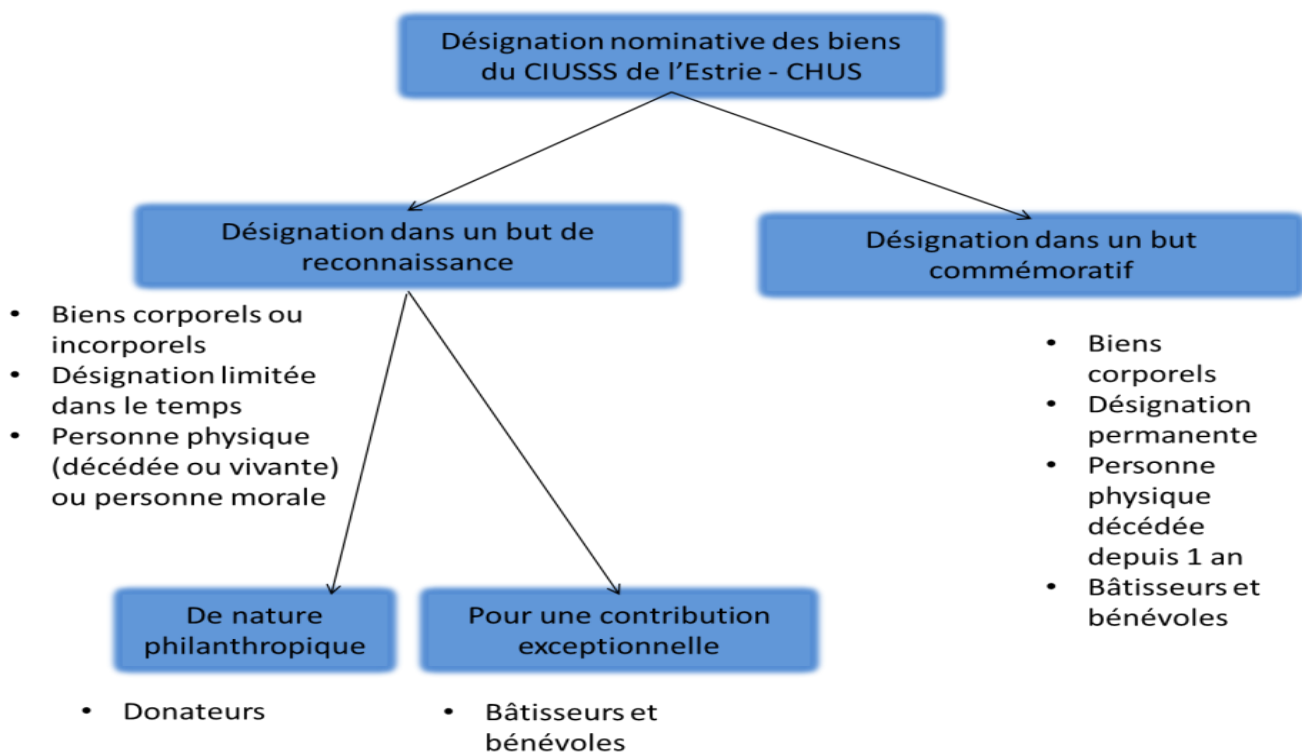 Désignation nominative des biens
du CIUSSS de l'Estrie - CHUS
Désignation dans un but de
reconnaissance
• Biens corporels ou
incorporels
• Désignation limitée
dans le temps
• Personne physique
(décédée ou vivante)
ou personne morale
Désignation dans un but
commémoratif
• Biens
corporels
• Désignation
permanente
• Personne
physique
décédée
depuis 1 an
• Bâtisseurs et
bénévoles
De nature
philanthropique
• Donateurs
Pour une contribution
exceptionnelle
• Bâtisseurs et
bénévoles